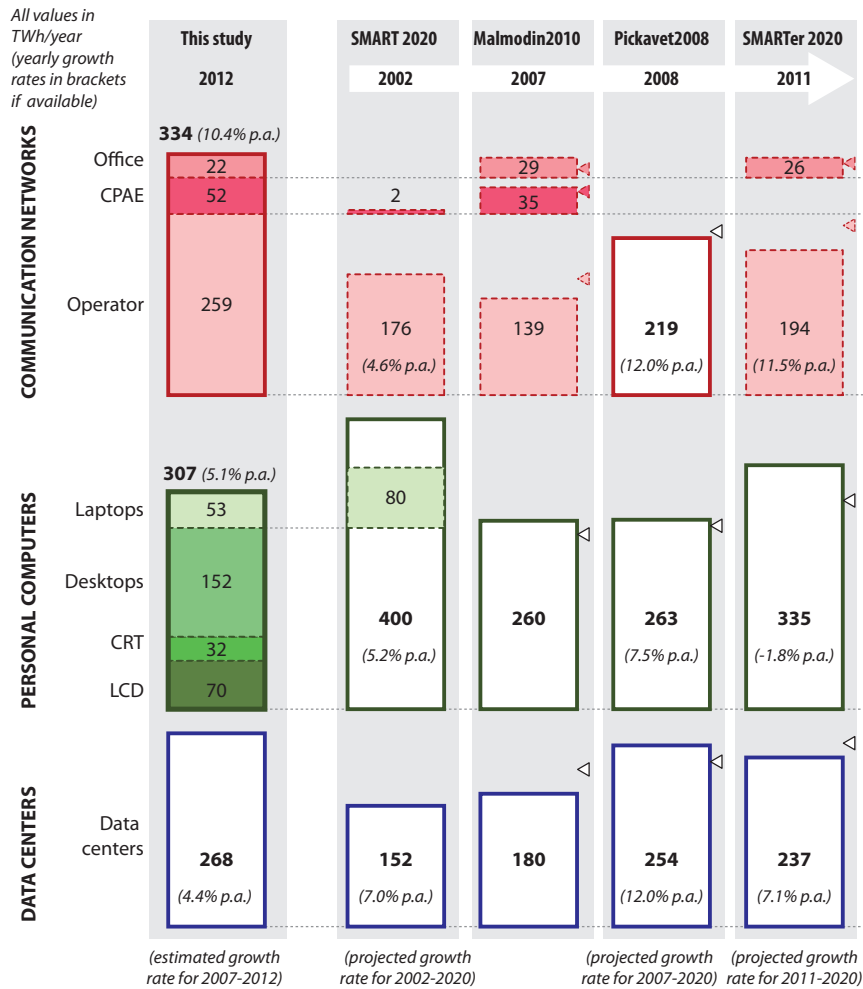 All values in
TWh/year
(yearly growth
rates in brackets
if available)
This study
2012
SMART 2020
2002
Malmodin2010
2007
Pickavet2008
2008
SMARTer 2020
2011
COMMUNICATION NETWORKS
334 (10.4% p.a.)
Office
22
29
26
CPAE
52
2
35
Operator
259
176
(4.6% p.a.)
139
219
(12.0% p.a.)
194
(11.5% p.a.)
PERSONAL COMPUTERS
307 (5.1% p.a.)
Laptops
53
80
Desktops
152
CRT
32
LCD
70
400
(5.2% p.a.)
260
263
(7.5% p.a.)
335
(-1.8% p.a.)
DATA CENTERS
Data
centers
268
(4.4% p.a.)
152
(7.0% p.a.)
180
254
(12.0% p.a.)
237
(7.1% p.a.)
(estimated growth
rate for 2007-2012)
(projected growth
rate for 2002-2020)
(projected growth
rate for 2007-2020)
(projected growth
rate for 2011-2020)